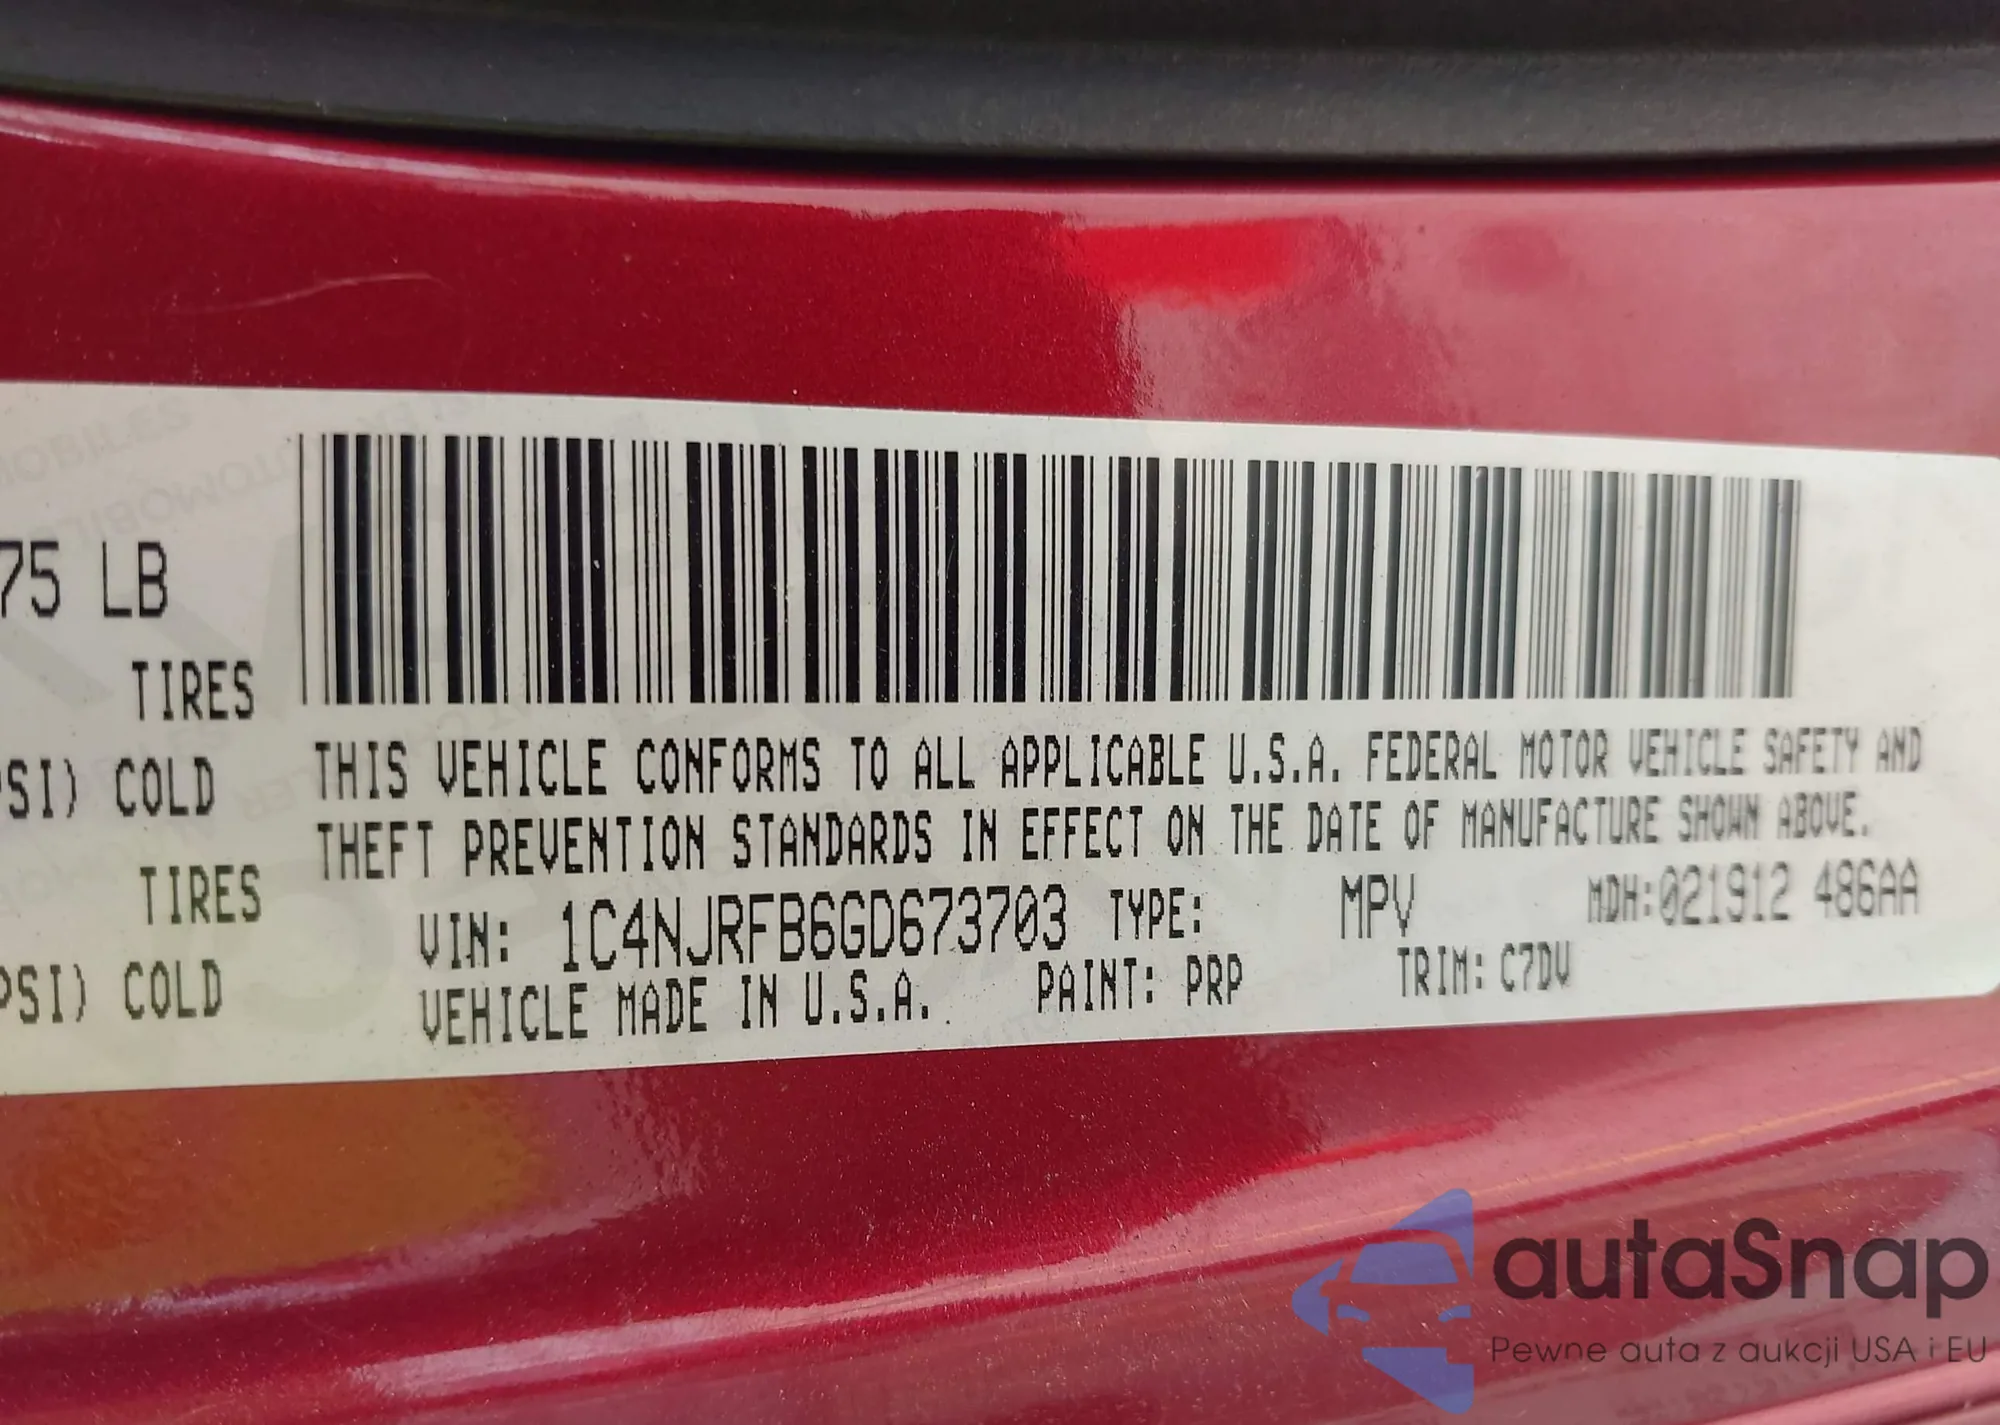 75 LB
TIRES
PSI) COLD
TIRES
PSI) COLD
THIS VEHICLE CONFORMS TO ALL APPLICABLE U.S.A. FEDERAL MOTOR VEHICLE SAFETY AND
THEFT PREVENTION STANDARDS IN EFFECT ON THE DATE OF MANUFACTURE SHOWN ABOVE.
VIN: 1C4NJRFB6GD673703 TYPE: MPV MDH:021912 486AA
VEHICLE MADE IN U.S.A. PAINT: PRP TRIM: C7DV
autaSnap
Pewne auta z aukcji USA i EU